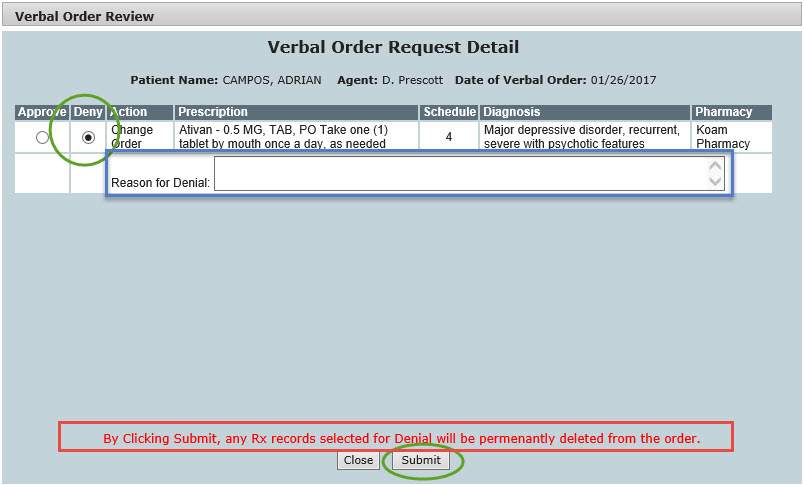 Verbal Order Review
Verbal Order Request Detail
Patient Name: CAMPOS, ADRIAN Agent: D. Prescott Date of Verbal Order: 01/26/2017
Approve Deny Action Prescription Schedule Diagnosis Pharmacy
Change Ativan - 0.5 MG, TAB, PO Take one (1) 4 Major depressive disorder, recurrent, Koam
Order tablet by mouth once a day, as needed severe with psychotic features Pharmacy
Reason for Denial:
By Clicking Submit, any Rx records selected for Denial will be permenantly deleted from the order.
Close Submit